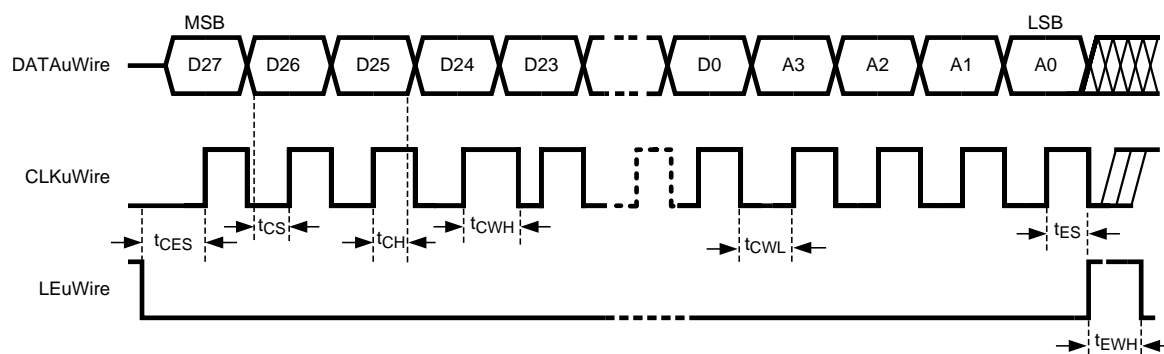 MSB LSB
DATAuWire D27 D26 D25 D24 D23 D0 A3 A2 A1 A0
CLKuWire
tCES tCS tCH tCWH tCWL tES
LEuWire
tEWH